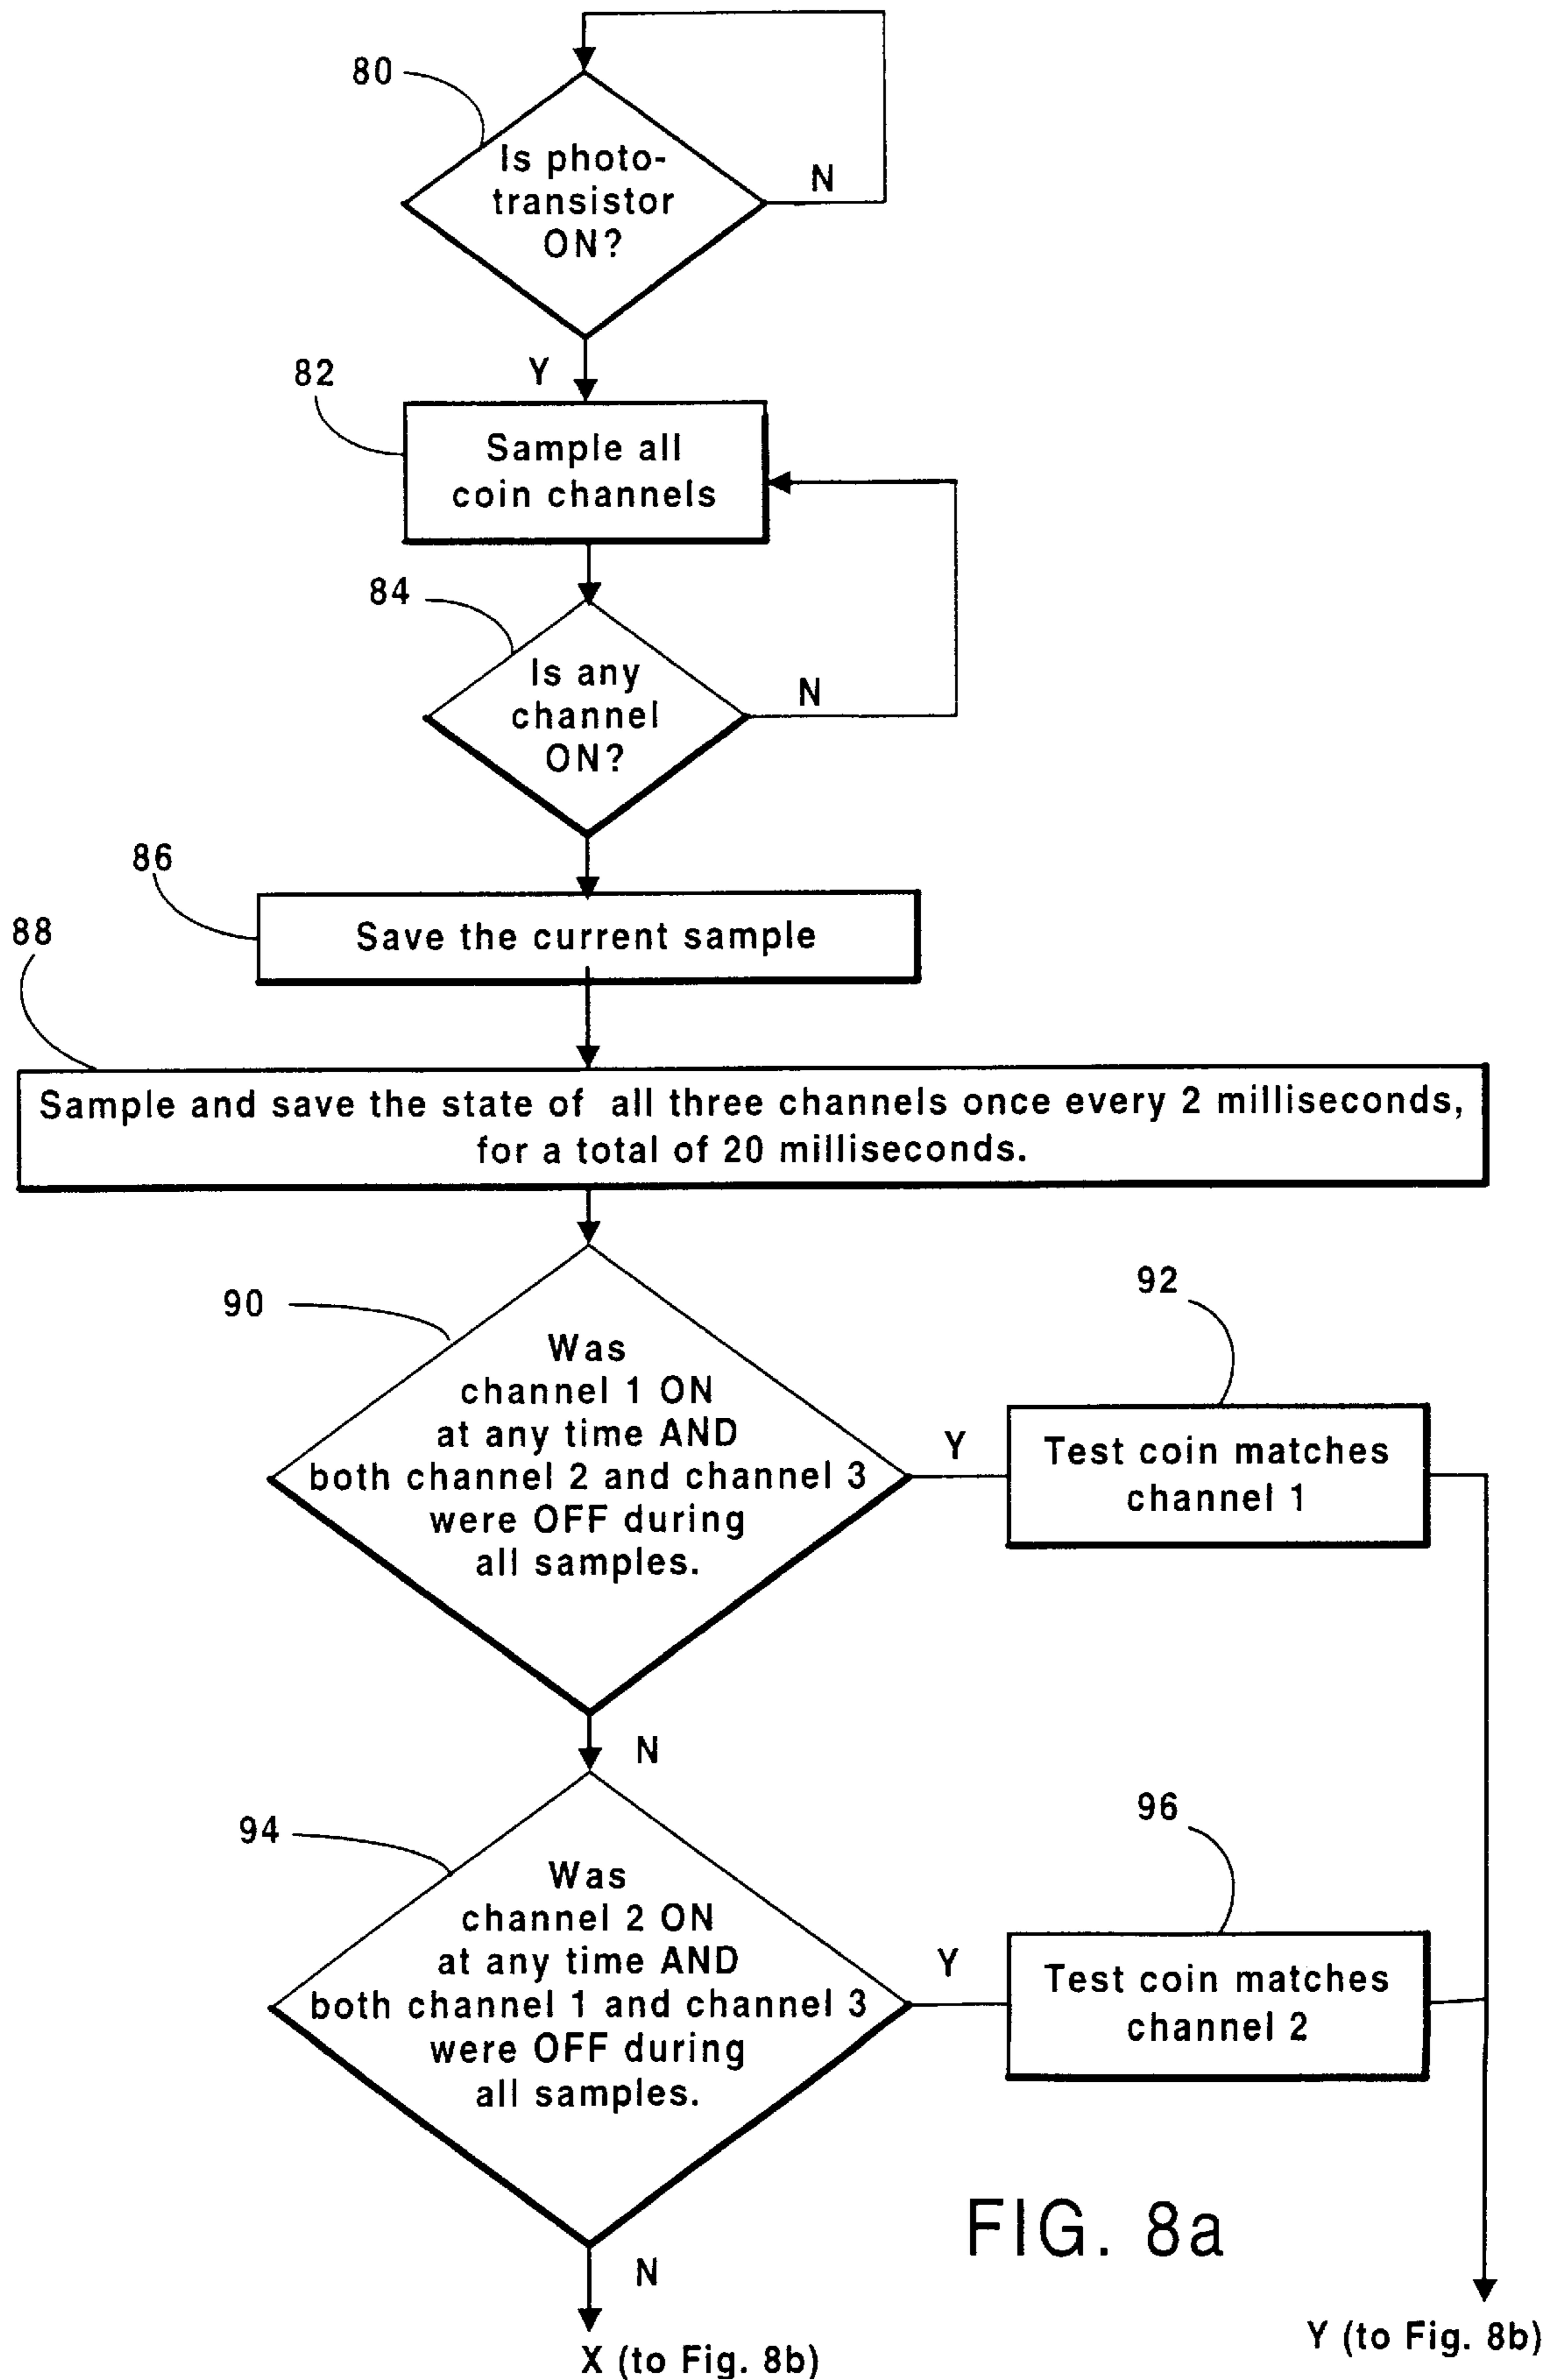 80
Is photo-
transistor
ON?
N
Y
82
Sample all
coin channels
84
Is any
channel
ON?
N
86
Save the current sample
88
Sample and save the state of all three channels once every 2 milliseconds,
for a total of 20 milliseconds.
90
Was
channel 1 ON
at any time AND
both channel 2 and channel 3
were OFF during
all samples.
Y
92
Test coin matches
channel 1
N
94
Was
channel 2 ON
at any time AND
both channel 1 and channel 3
were OFF during
all samples.
Y
96
Test coin matches
channel 2
N
FIG. 8a
X (to Fig. 8b)
Y (to Fig. 8b)